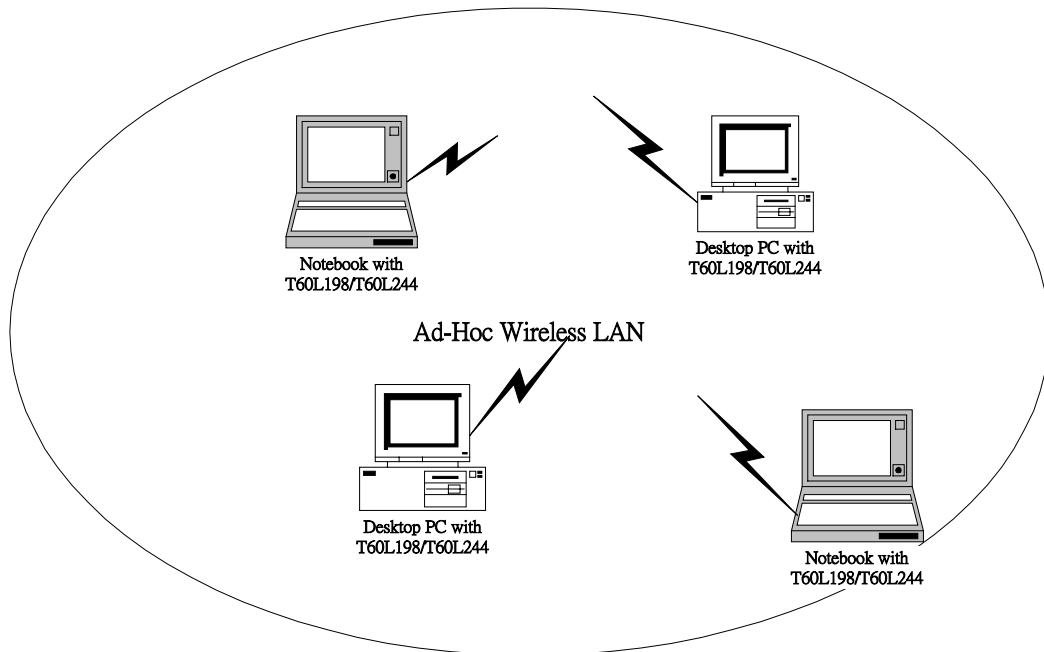 Notebook with
T60L198/T60L244
Desktop PC with
T60L198/T60L244
Ad-Hoc Wireless LAN
Desktop PC with
T60L198/T60L244
Notebook with
T60L198/T60L244